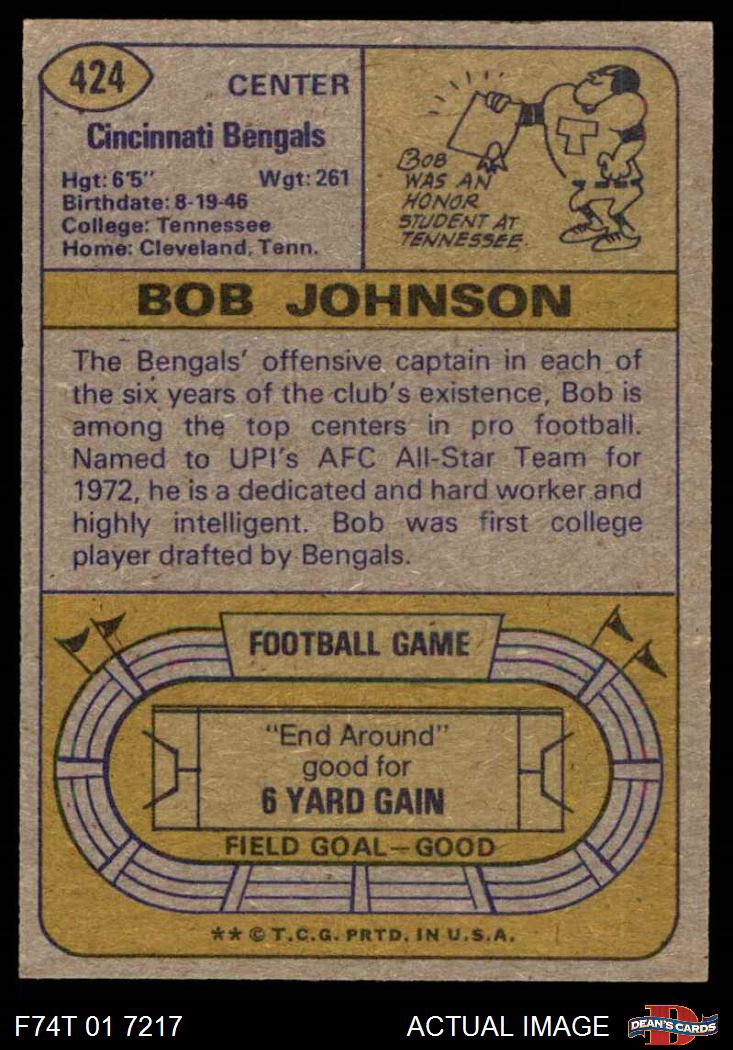 424
CENTER
Cincinnati Bengals
Hgt: 6'5" Wgt: 261
Birthdate: 8-19-46
College: Tennessee
Home: Cleveland, Tenn.
T
BOB
WAS AN
HONOR
STUDENT AT
TENNESSEE.
BOB JOHNSON
The Bengals' offensive captain in each of
the six years of the club's existence, Bob is
among the top centers in pro football.
Named to UPI's AFC All-Star Team for
1972, he is a dedicated and hard worker and
highly intelligent. Bob was first college
player drafted by Bengals.
FOOTBALL GAME
"End Around"
good for
6 YARD GAIN
FIELD GOAL—GOOD
** © T.C.G. PRTD. IN U.S.A.
F74T 01 7217
ACTUAL IMAGE
D
DEAN'S CARDS